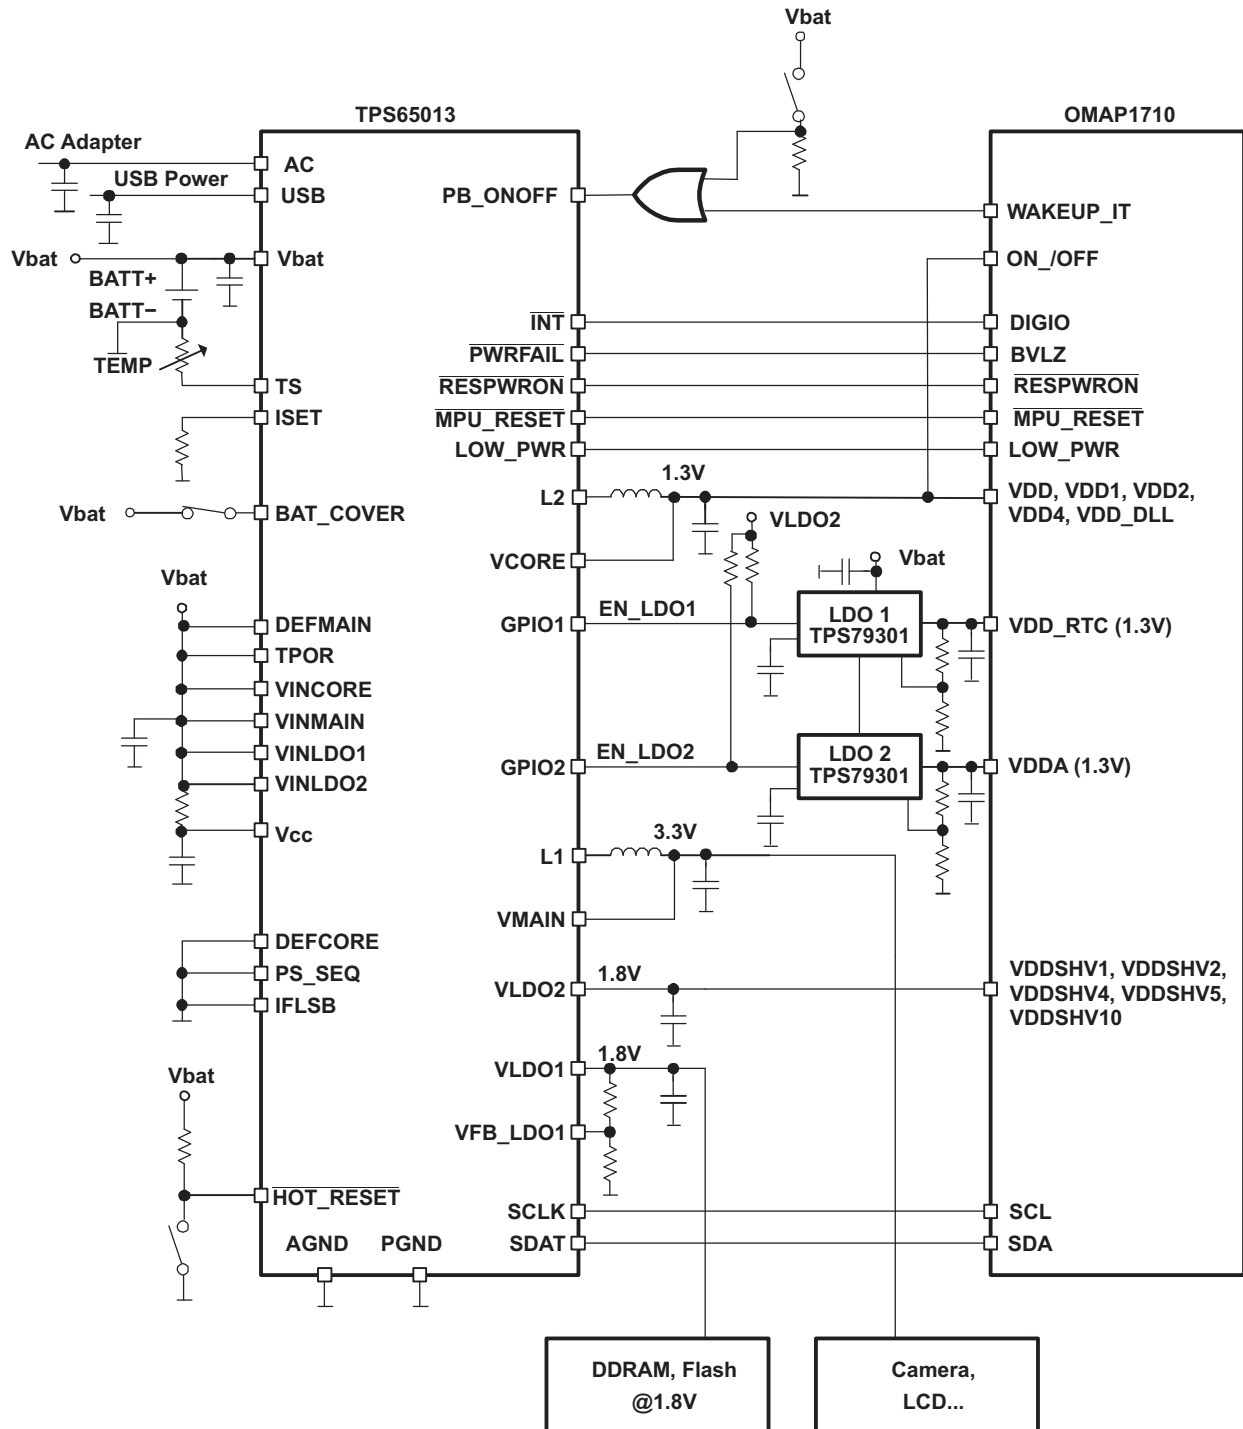 Vbat
TPS65013
OMAP1710
AC Adapter
AC
USB Power
USB
PB_ONOFF
WAKEUP_IT
Vbat
Vbat
ON_/OFF
BATT+
BATT−
INT
DIGIO
TEMP
PWRFAIL
BVLZ
TS
RESPWRON
RESPWRON
ISET
MPU_RESET
MPU_RESET
LOW_PWR
LOW_PWR
1.3V
L2
VDD, VDD1, VDD2,
VDD4, VDD_DLL
Vbat
BAT_COVER
VLDO2
VCORE
Vbat
Vbat
DEFMAIN
GPIO1
EN_LDO1
LDO 1
TPS79301
VDD_RTC (1.3V)
TPOR
VINCORE
VINMAIN
VINLDO1
EN_LDO2
LDO 2
TPS79301
GPIO2
VDDA (1.3V)
VINLDO2
Vcc
3.3V
L1
VMAIN
DEFCORE
PS_SEQ
IFLSB
1.8V
VLDO2
VDDSHV1, VDDSHV2,
VDDSHV4, VDDSHV5,
VDDSHV10
1.8V
VLDO1
Vbat
VFB_LDO1
HOT_RESET
SCLK
SCL
AGND
PGND
SDAT
SDA
DDRAM, Flash
@1.8V
Camera,
LCD...